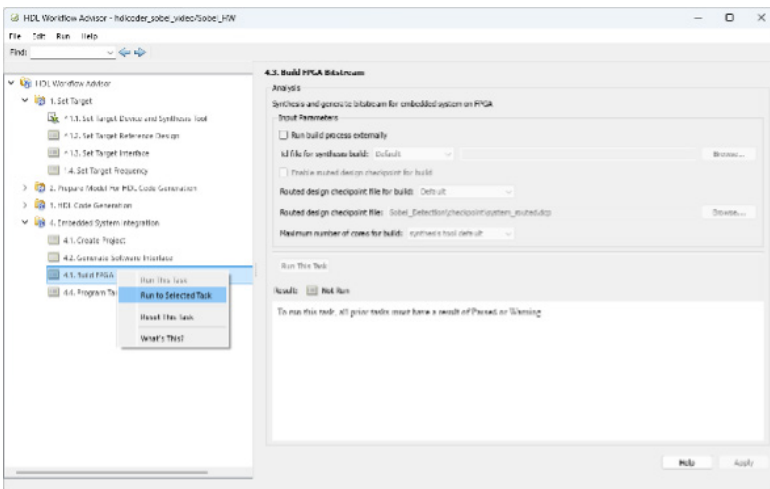 HDL Workflow Advisor - hdlcoder_sobel_video/Sobel_HW
File Edit Run Help
Find:
HDL Workflow Advisor
1. Set Target
^1.1. Set Target Device and Synthesis Tool
^1.2. Set Target Reference Design
^1.3. Set Target Interface
1.4. Set Target Frequency
2. Prepare Model For HDL Code Generation
3. HDL Code Generation
4. Embedded System Integration
4.1. Create Project
4.2. Generate Software Interface
4.3. Build FPGA
4.4. Program Ta
Run This Task
Run to Selected Task
Reset This Task
What's This?
4.3. Build FPGA Bitstream
Analysis
Synthesis and generate bitstream for embedded system on FPGA
Input Parameters
Run build process externally
Tcl file for synthesis build: Default
Browse...
Enable routed design checkpoint for build
Routed design checkpoint file for build: Default
Routed design checkpoint file: Sobel_Detection\checkpoint\system_routed.dcp
Browse...
Maximum number of cores for build: synthesis tool default
Run This Task
Result: Not Run
To run this task, all prior tasks must have a result of Passed or Warning
Help Apply